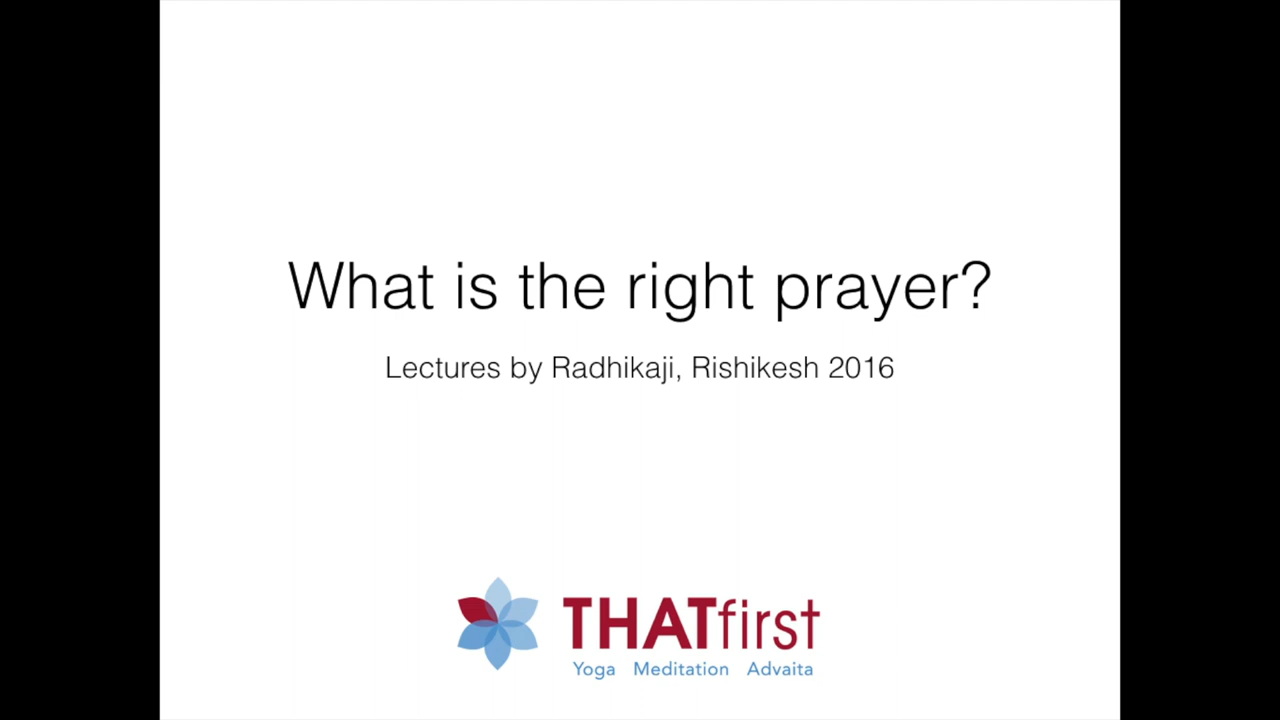 What is the right prayer?
Lectures by Radhikaji, Rishikesh 2016
THATfirst
Yoga Meditation Advaita